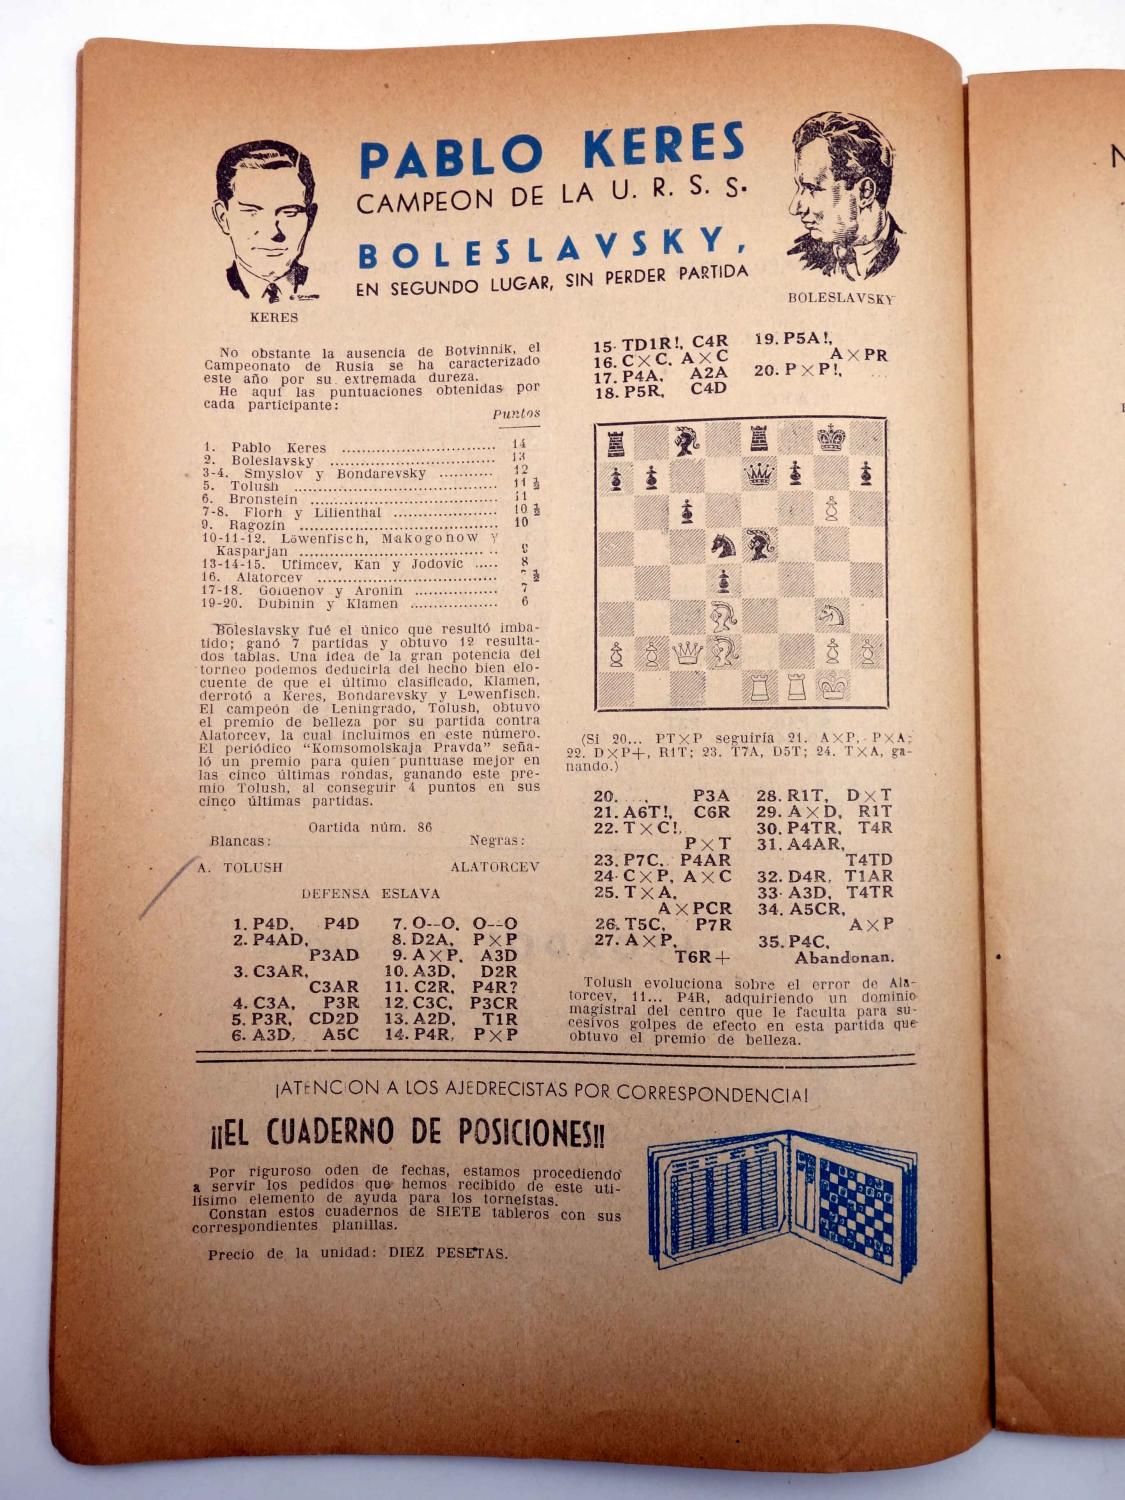 PABLO KERES
CAMPEON DE LA U. R. S. S.
BOLESLAVSKY,
EN SEGUNDO LUGAR, SIN PERDER PARTIDA
KERES
BOLESLAVSKY
No obstante la ausencia de Botvinnik, el
Campeonato de Rusia se ha caracterizado
este año por su extremada dureza.
He aquí las puntuaciones obtenidas por
cada participante:
Puntos
1. Pablo Keres ........ 14
2. Boleslavsky ........ 13
3-4. Smyslov y Bondarevsky ........ 12
5. Tolush ........ 11 ½
6. Bronstein ........ 11
7-8. Florh y Lilienthal ........ 10 ½
9. Ragozin ........ 10
10-11-12. Läwenfisch, Makogonow y
Kasparjan ........ 9
13-14-15. Ufimcev, Kan y Jodovic ..... 8
16. Alatorcev ........ ½
17-18. Goldenov y Aronin ........ 7
19-20. Dubinin y Klamen ........ 6
Boleslavsky fué el único que resultó imba-
tido; ganó 7 partidas y obtuvo 12 resulta-
dos tablas. Una idea de la gran potencia del
torneo podemos deducirla del hecho bien elo-
cuente de que el último clasificado, Klamen,
derrotó a Keres, Bondarevsky y Lowenfisch.
El campeón de Leningrado, Tolush, obtuvo
el premio de belleza por su partida contra
Alatorcev, la cual incluimos en este número.
El periódico "Komsomolskaja Pravda" seña-
ló un premio para quien puntuase mejor en
las cinco últimas rondas, ganando este pre-
mio Tolush, al conseguir 4 puntos en sus
cinco últimas partidas.
Oartida núm. 86
Blancas: Negras:
A. TOLUSH ALATORCEV
DEFENSA ESLAVA
1. P4D, P4D
2. P4AD,
P3AD
3. C3AR,
C3AR
4. C3A, P3R
5. P3R, CD2D
6. A3D, A5C
7. O--O, O--O
8. D2A, P×P
9. A×P, A3D
10. A3D, D2R
11. C2R, P4R?
12. C3C, P3CR
13. A2D, T1R
14. P4R, P×P
15. TD1R!, C4R
16. C×C, A×C
17. P4A, A2A
18. P5R, C4D
19. P5A!,
A×PR
20. P×P!, ...
(Si 20... PT×P seguiría 21. A×P, P×A;
22. D×P+, R1T; 23. T7A, D5T; 24. T×A, ga-
nando.)
20. ..., P3A
21. A6T!, C6R
22. T×C!,
P×T
23. P7C, P4AR
24. C×P, A×C
25. T×A,
A×PCR
26. T5C, P7R
27. A×P,
T6R+
28. R1T, D×T
29. A×D, R1T
30. P4TR, T4R
31. A4AR,
T4TD
32. D4R, T1AR
33. A3D, T4TR
34. A5CR,
A×P
35. P4C,
Abandonan.
Tolush evoluciona sobre el error de Ala-
torcev, 11... P4R, adquiriendo un dominio
magistral del centro que le faculta para su-
cesivos golpes de efecto en esta partida que
obtuvo el premio de belleza.
¡ATENCION A LOS AJEDRECISTAS POR CORRESPONDENCIA!
¡¡EL CUADERNO DE POSICIONES!!
Por riguroso oden de fechas, estamos procediendo
a servir los pedidos que hemos recibido de este uti-
lísimo elemento de ayuda para los torneístas.
Constan estos cuadernos de SIETE tableros con sus
correspondientes planillas.
Precio de la unidad: DIEZ PESETAS.
N